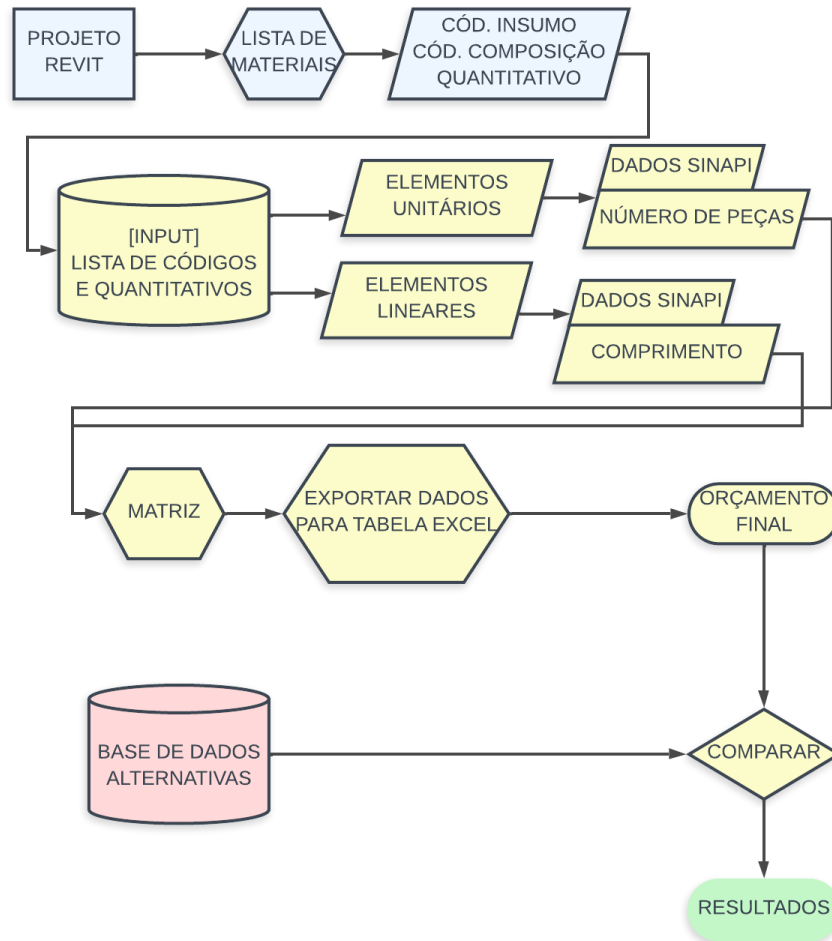 PROJETO
REVIT
LISTA DE
MATERIAIS
CÓD. INSUMO
CÓD. COMPOSIÇÃO
QUANTITATIVO
[INPUT]
LISTA DE CÓDIGOS
E QUANTITATIVOS
ELEMENTOS
UNITÁRIOS
DADOS SINAPI
NÚMERO DE PEÇAS
ELEMENTOS
LINEARES
DADOS SINAPI
COMPRIMENTO
MATRIZ
EXPORTAR DADOS
PARA TABELA EXCEL
ORÇAMENTO
FINAL
BASE DE DADOS
ALTERNATIVAS
COMPARAR
RESULTADOS